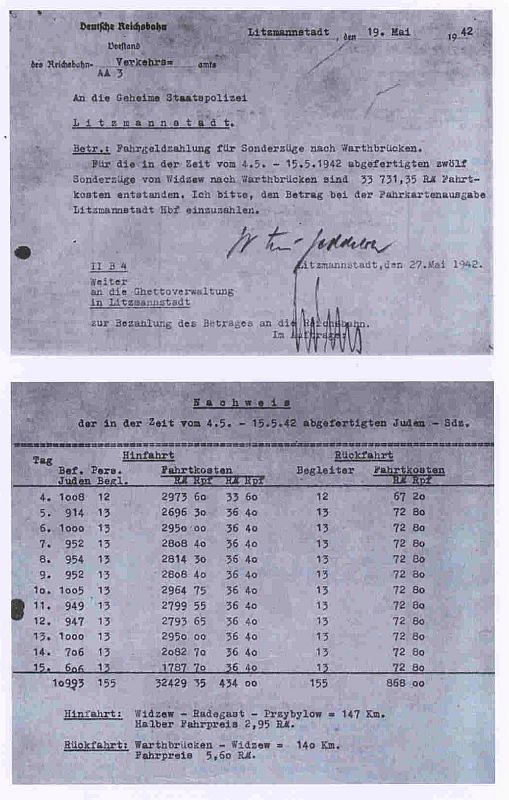 Deutsche Reichsbahn
Vorstand
des Reichsbahn- Verkehrs= amts
AA 3
Litzmannstadt, den 19. Mai 1942
An die Geheime Staatspolizei
Litzmannstadt.
Betr.: Fahrgeldzahlung für Sonderzüge nach Warthbrücken.
Für die in der Zeit vom 4.5. - 15.5.1942 abgefertigten zwölf
Sonderzüge von Widzew nach Warthbrücken sind 33 731,35 RM Fahrt-
kosten entstanden. Ich bitte, den Betrag bei der Fahrkartenausgabe
Litzmannstadt Hbf einzuzahlen.
II B 4
Litzmannstadt, den 27. Mai 1942.
Weiter
an die Ghettoverwaltung
in Litzmannstadt
zur Bezahlung des Betrages an die Reichsbahn.
Im Auftrage:
Nachweis
der in der Zeit vom 4.5. - 15.5.42 abgefertigten Juden - Sdz.
Tag Hinfahrt Rückfahrt
Bef. Pers. Fahrtkosten Begleiter Fahrtkosten
Juden Begl. RM Rpf RM Rpf RM Rpf
4. 1008 12 2973 60 33 60 12 67 20
5. 914 13 2696 30 36 40 13 72 80
6. 1000 13 2950 00 36 40 13 72 80
7. 952 13 2808 40 36 40 13 72 80
8. 954 13 2814 30 36 40 13 72 80
9. 952 13 2808 40 36 40 13 72 80
10. 1005 13 2964 75 36 40 13 72 80
11. 949 13 2799 55 36 40 13 72 80
12. 947 13 2793 65 36 40 13 72 80
13. 1000 13 2950 00 36 40 13 72 80
14. 706 13 2082 70 36 40 13 72 80
15. 606 13 1787 70 36 40 13 72 80
10993 155 32429 35 434 00 155 868 00
Hinfahrt: Widzew - Radegast - Przybylow = 147 Km.
Halber Fahrpreis 2,95 RM.
Rückfahrt: Warthbrücken - Widzew = 140 Km.
Fahrpreis 5,60 RM.